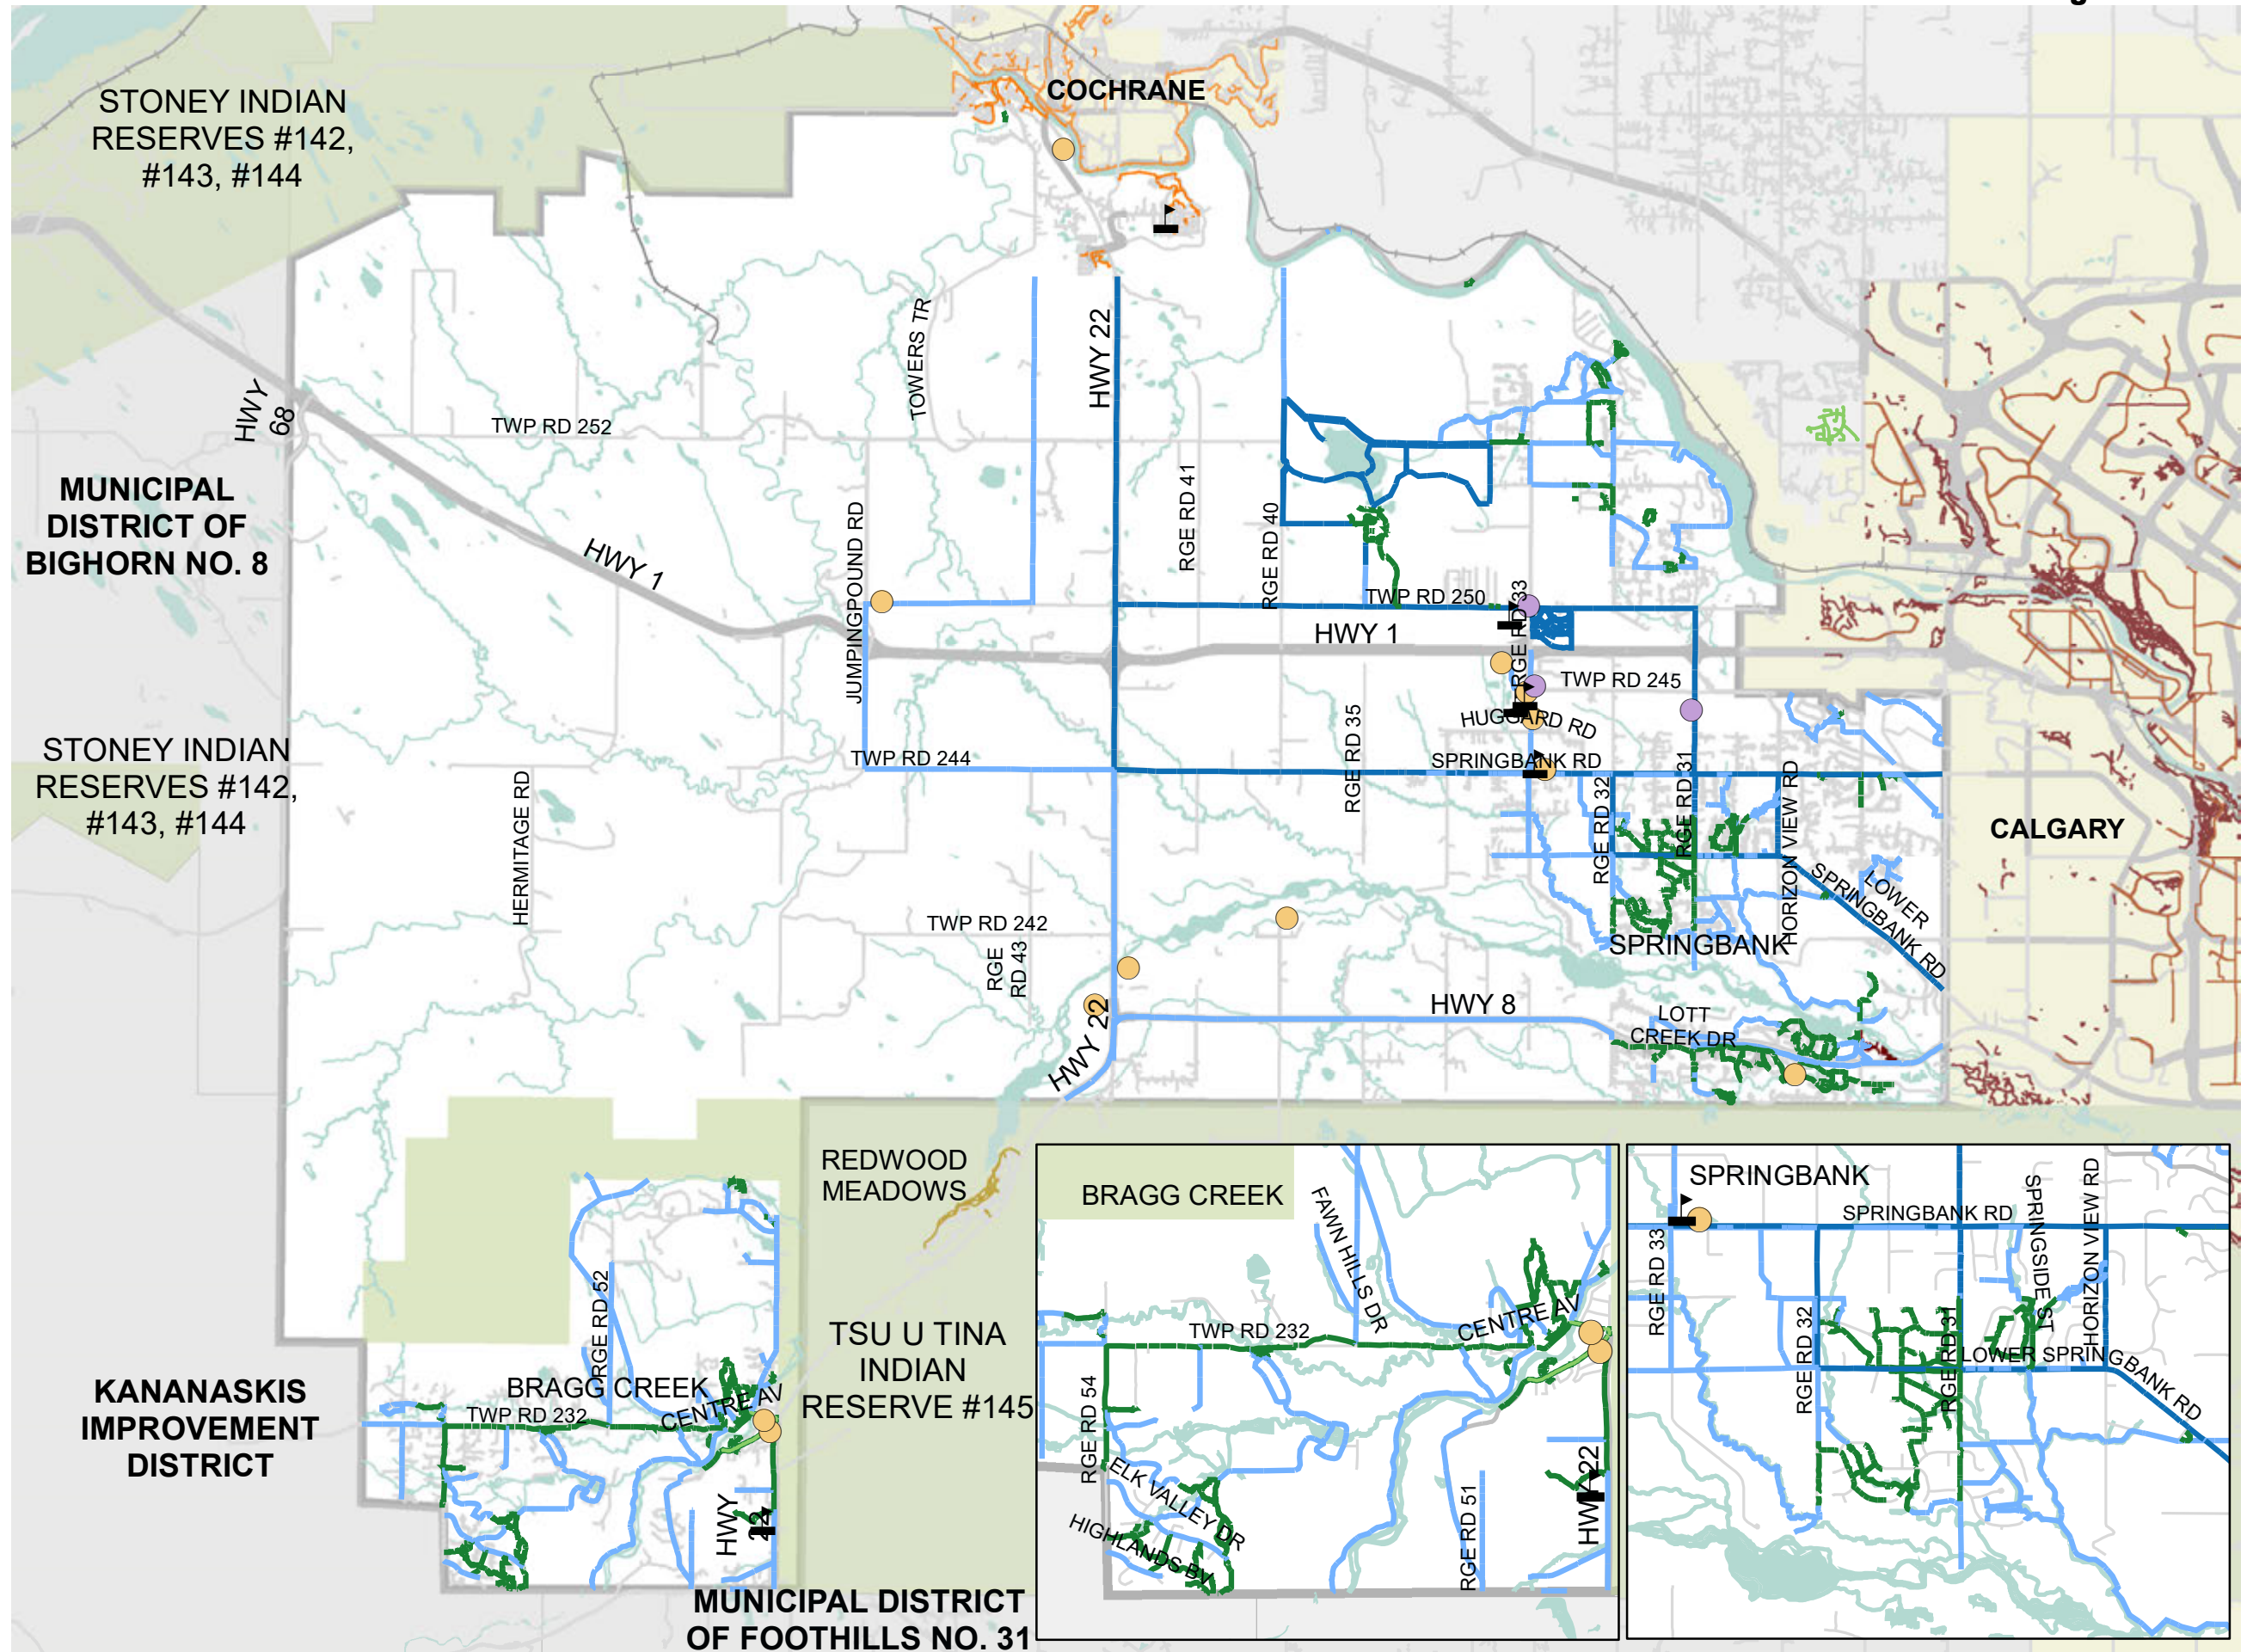 COCHRANE
STONEY INDIAN
RESERVES #142,
#143, #144
HWY 22
TOWERS TR
HWY
68
TWP RD 252
MUNICIPAL
DISTRICT OF
BIGHORN NO. 8
RGE RD 41
RGE RD 40
JUMPINGPOUND RD
HWY 1
TWP RD 250
RGE RD 33
HWY 1
TWP RD 245
HUGGARD RD
RGE RD 35
STONEY INDIAN
RESERVES #142,
#143, #144
TWP RD 244
SPRINGBANK RD
RGE RD 32
RGE RD 31
HORIZON VIEW RD
CALGARY
HERMITAGE RD
LOWER
SPRINGBANK RD
TWP RD 242
RGE
RD 43
SPRINGBANK
HWY 22
HWY 8
LOTT
CREEK DR
REDWOOD
MEADOWS
RGE RD 52
TSU U TINA
INDIAN
RESERVE #145
KANANASKIS
IMPROVEMENT
DISTRICT
BRAGG CREEK
TWP RD 232
CENTRE AV
HWY
22
MUNICIPAL DISTRICT
OF FOOTHILLS NO. 31
BRAGG CREEK
FAWN HILLS DR
CENTRE AV
TWP RD 232
RGE RD 54
ELK VALLEY DR
HIGHLANDS BV
RGE RD 51
HWY 22
SPRINGBANK
SPRINGBANK RD
RGE RD 33
SPRINGSIDE ST
HORIZON VIEW RD
RGE RD 32
RGE RD 31
LOWER SPRINGBANK RD